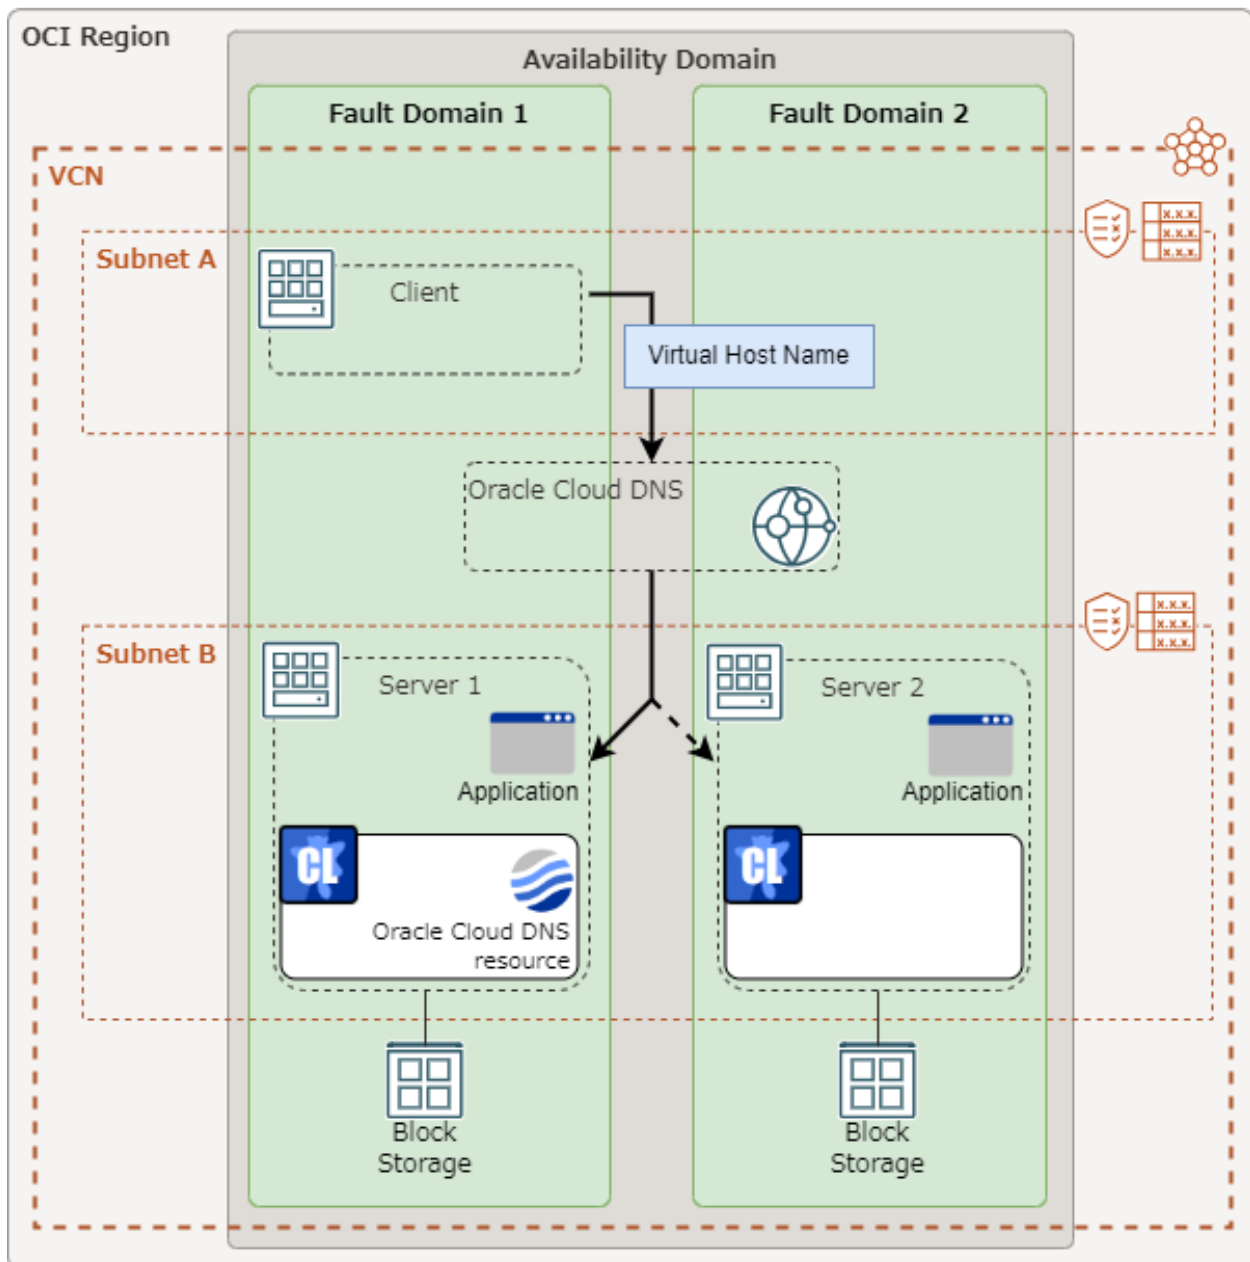 OCI Region
Availability Domain
Fault Domain 1
Fault Domain 2
VCN
x.x.x.
x.x.x.
x.x.x.
Subnet A
Client
Virtual Host Name
Oracle Cloud DNS
x.x.x.
x.x.x.
x.x.x.
Subnet B
Server 1
Server 2
Application
Application
CL
CL
Oracle Cloud DNS
resource
Block
Storage
Block
Storage